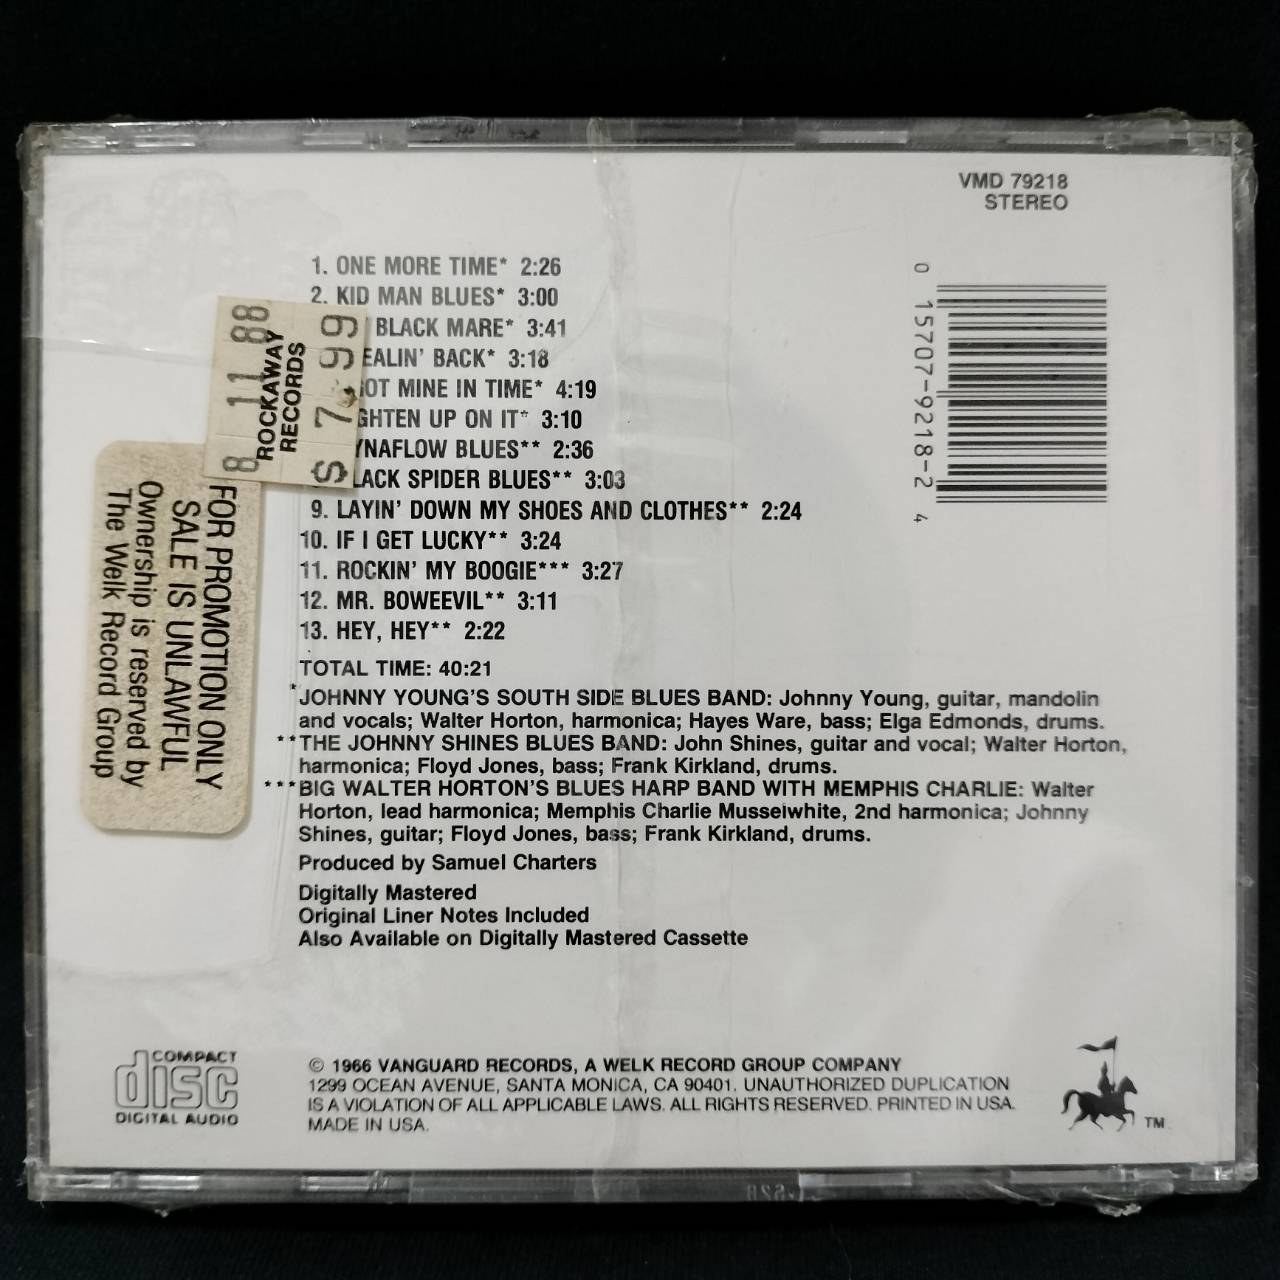 VMD 79218
STEREO
1. ONE MORE TIME* 2:26
2. KID MAN BLUES* 3:00
BLACK MARE* 3:41
EALIN' BACK* 3:18
OT MINE IN TIME* 4:19
GHTEN UP ON IT* 3:10
YNAFLOW BLUES** 2:36
LACK SPIDER BLUES** 3:03
9. LAYIN' DOWN MY SHOES AND CLOTHES** 2:24
10. IF I GET LUCKY** 3:24
11. ROCKIN' MY BOOGIE*** 3:27
12. MR. BOWEEVIL** 3:11
13. HEY, HEY** 2:22
TOTAL TIME: 40:21
*JOHNNY YOUNG'S SOUTH SIDE BLUES BAND: Johnny Young, guitar, mandolin
and vocals; Walter Horton, harmonica; Hayes Ware, bass; Elga Edmonds, drums.
**THE JOHNNY SHINES BLUES BAND: John Shines, guitar and vocal; Walter Horton,
harmonica; Floyd Jones, bass; Frank Kirkland, drums.
***BIG WALTER HORTON'S BLUES HARP BAND WITH MEMPHIS CHARLIE: Walter
Horton, lead harmonica; Memphis Charlie Musselwhite, 2nd harmonica; Johnny
Shines, guitar; Floyd Jones, bass; Frank Kirkland, drums.
Produced by Samuel Charters
Digitally Mastered
Original Liner Notes Included
Also Available on Digitally Mastered Cassette
8 11 88
ROCKAWAY
RECORDS
$ 7.99
FOR PROMOTION ONLY
SALE IS UNLAWFUL
Ownership is reserved by
The Welk Record Group
0 15707-9218-2 4
COMPACT
disc
DIGITAL AUDIO
© 1966 VANGUARD RECORDS, A WELK RECORD GROUP COMPANY
1299 OCEAN AVENUE, SANTA MONICA, CA 90401. UNAUTHORIZED DUPLICATION
IS A VIOLATION OF ALL APPLICABLE LAWS. ALL RIGHTS RESERVED. PRINTED IN USA.
MADE IN USA.
TM